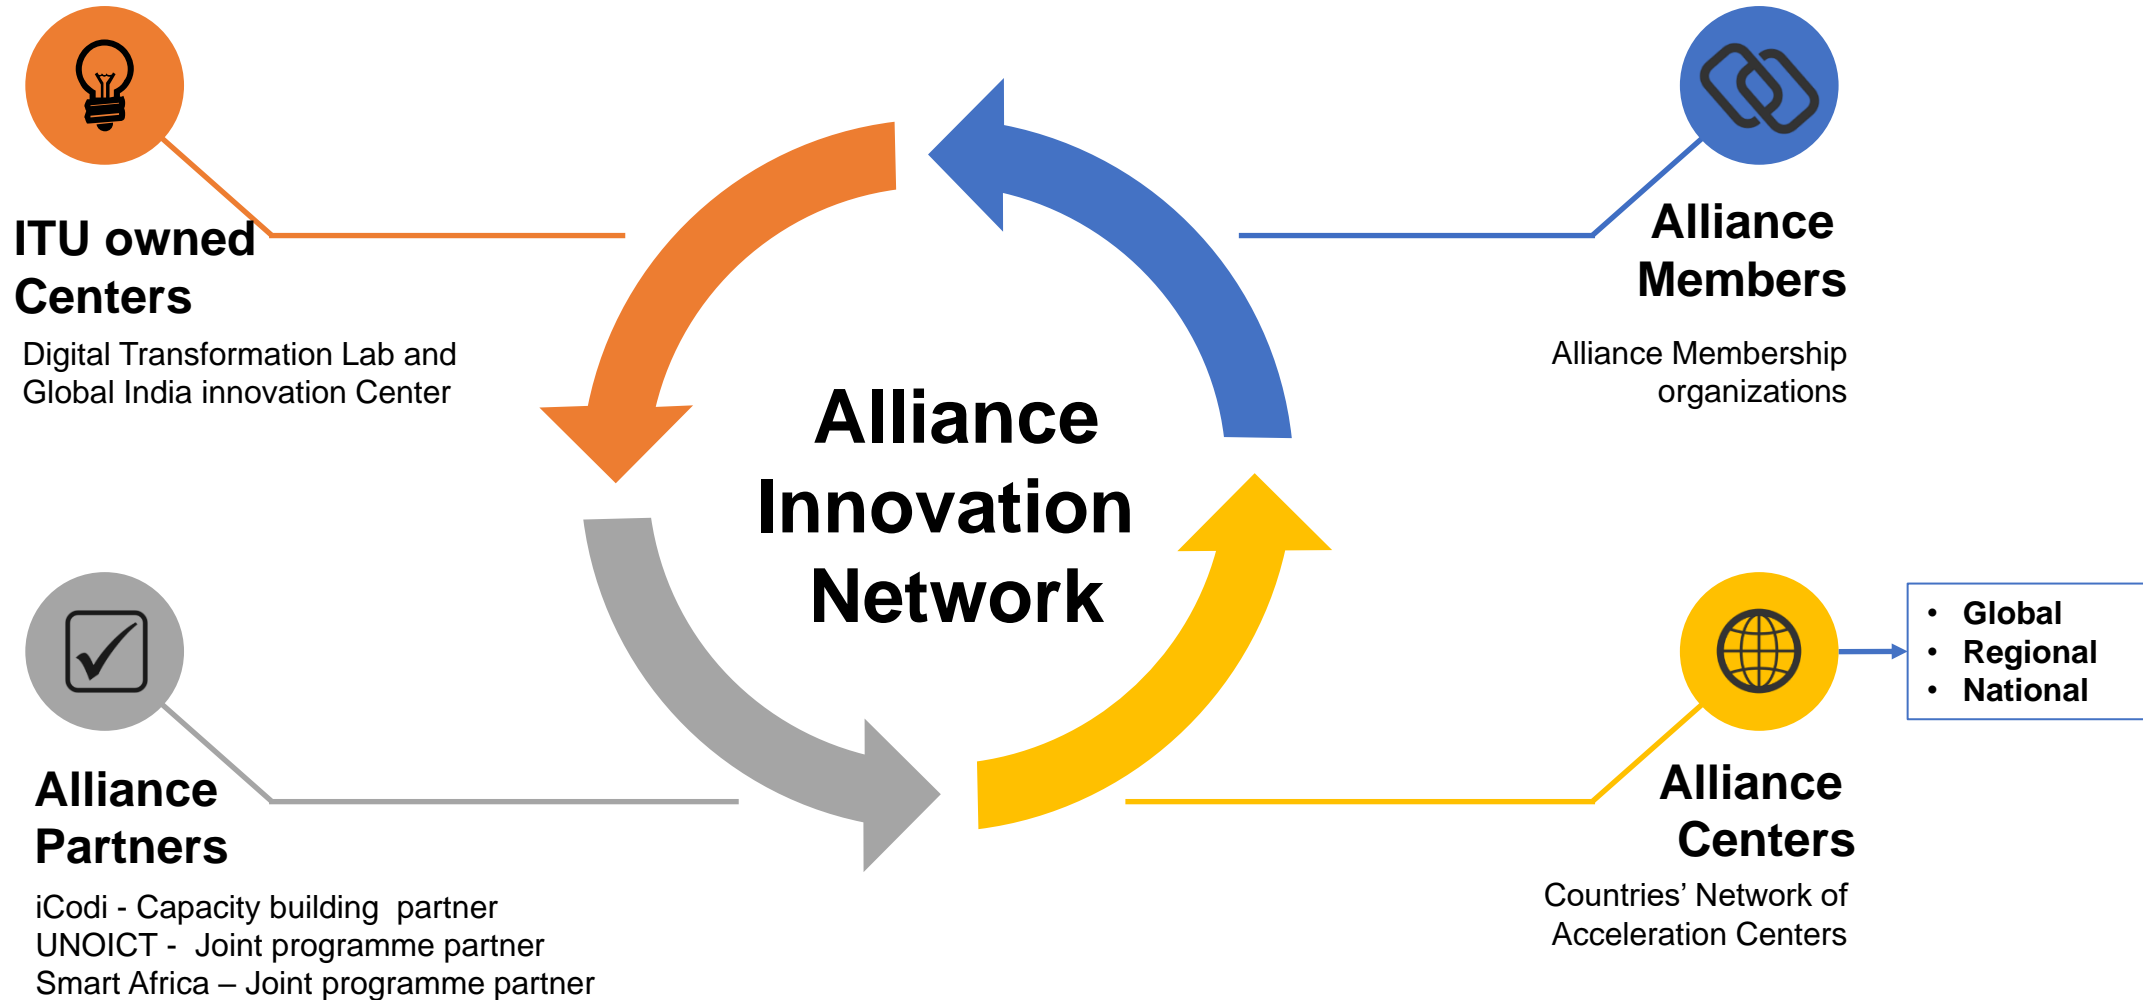 ITU owned
Centers
Digital Transformation Lab and
Global India innovation Center
Alliance
Members
Alliance Membership
organizations
Alliance
Innovation
Network
Alliance
Partners
iCodi - Capacity building  partner
UNOICT -  Joint programme partner
Smart Africa – Joint programme partner
Alliance
Centers
Countries’ Network of
Acceleration Centers
• Global
• Regional
• National